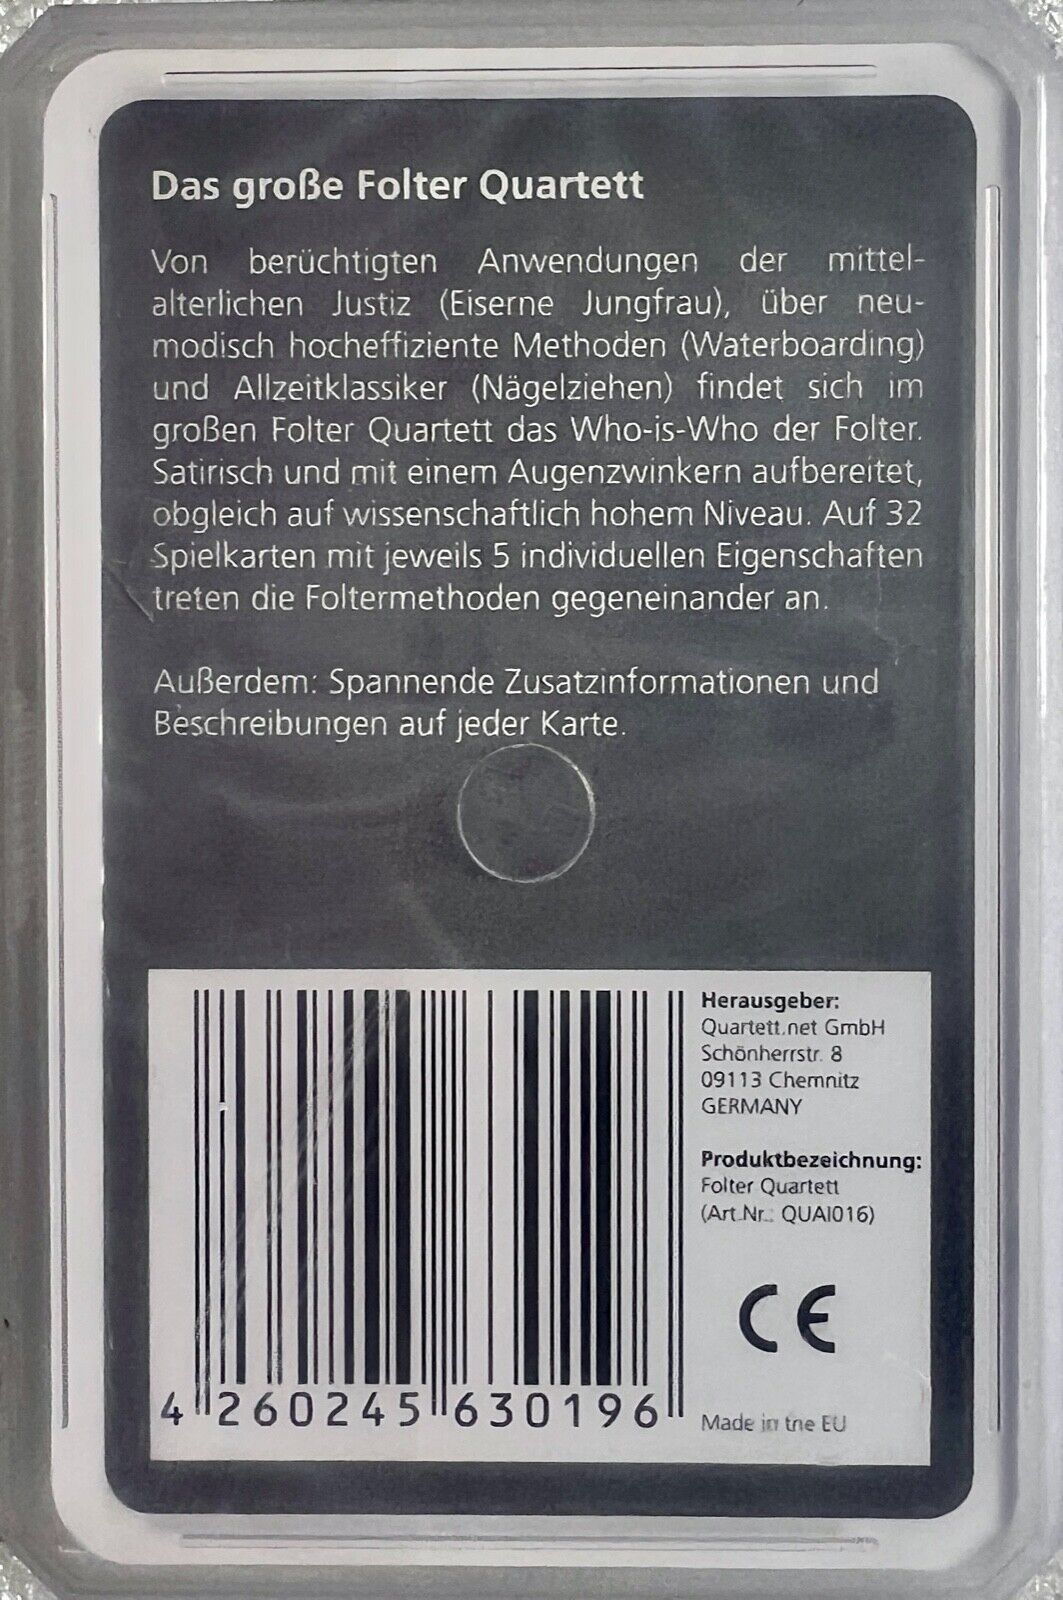 Das große Folter Quartett
Von berüchtigten Anwendungen der mittel-
alterlichen Justiz (Eiserne Jungfrau), über neu-
modisch hocheffiziente Methoden (Waterboarding)
und Allzeitklassiker (Nägelziehen) findet sich im
großen Folter Quartett das Who-is-Who der Folter.
Satirisch und mit einem Augenzwinkern aufbereitet,
obgleich auf wissenschaftlich hohem Niveau. Auf 32
Spielkarten mit jeweils 5 individuellen Eigenschaften
treten die Foltermethoden gegeneinander an.
Außerdem: Spannende Zusatzinformationen und
Beschreibungen auf jeder Karte.
Herausgeber:
Quartett.net GmbH
Schönherrstr. 8
09113 Chemnitz
GERMANY
Produktbezeichnung:
Folter Quartett
(Art.Nr.: QUAI016)
CE
Made in the EU
4 260245 630196